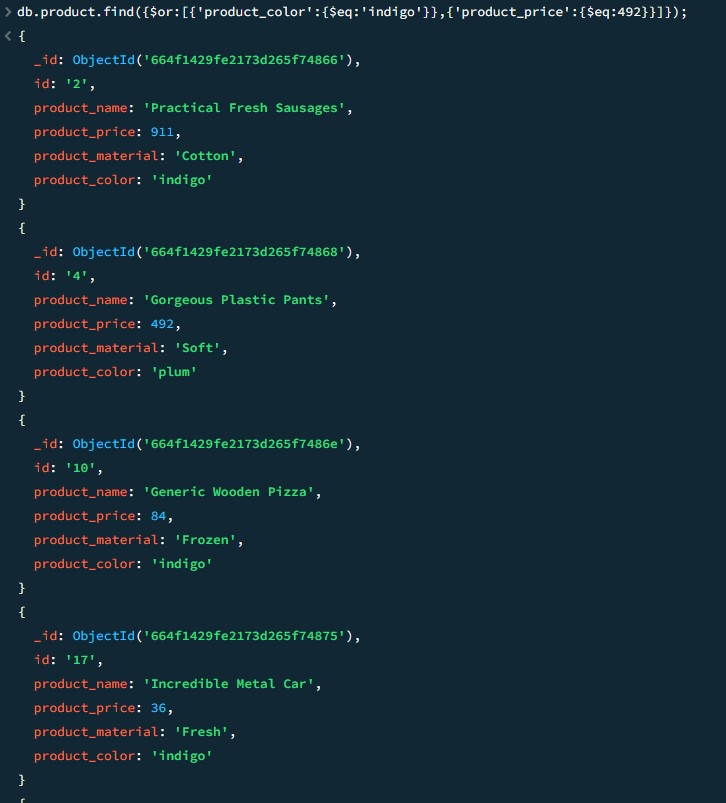 > db.product.find({$or:[{'product_color':{$eq:'indigo'}},{'product_price':{$eq:492}}]});
< {
_id: ObjectId('664f1429fe2173d265f74866'),
id: '2',
product_name: 'Practical Fresh Sausages',
product_price: 911,
product_material: 'Cotton',
product_color: 'indigo'
}
{
_id: ObjectId('664f1429fe2173d265f74868'),
id: '4',
product_name: 'Gorgeous Plastic Pants',
product_price: 492,
product_material: 'Soft',
product_color: 'plum'
}
{
_id: ObjectId('664f1429fe2173d265f7486e'),
id: '10',
product_name: 'Generic Wooden Pizza',
product_price: 84,
product_material: 'Frozen',
product_color: 'indigo'
}
{
_id: ObjectId('664f1429fe2173d265f74875'),
id: '17',
product_name: 'Incredible Metal Car',
product_price: 36,
product_material: 'Fresh',
product_color: 'indigo'
}
{